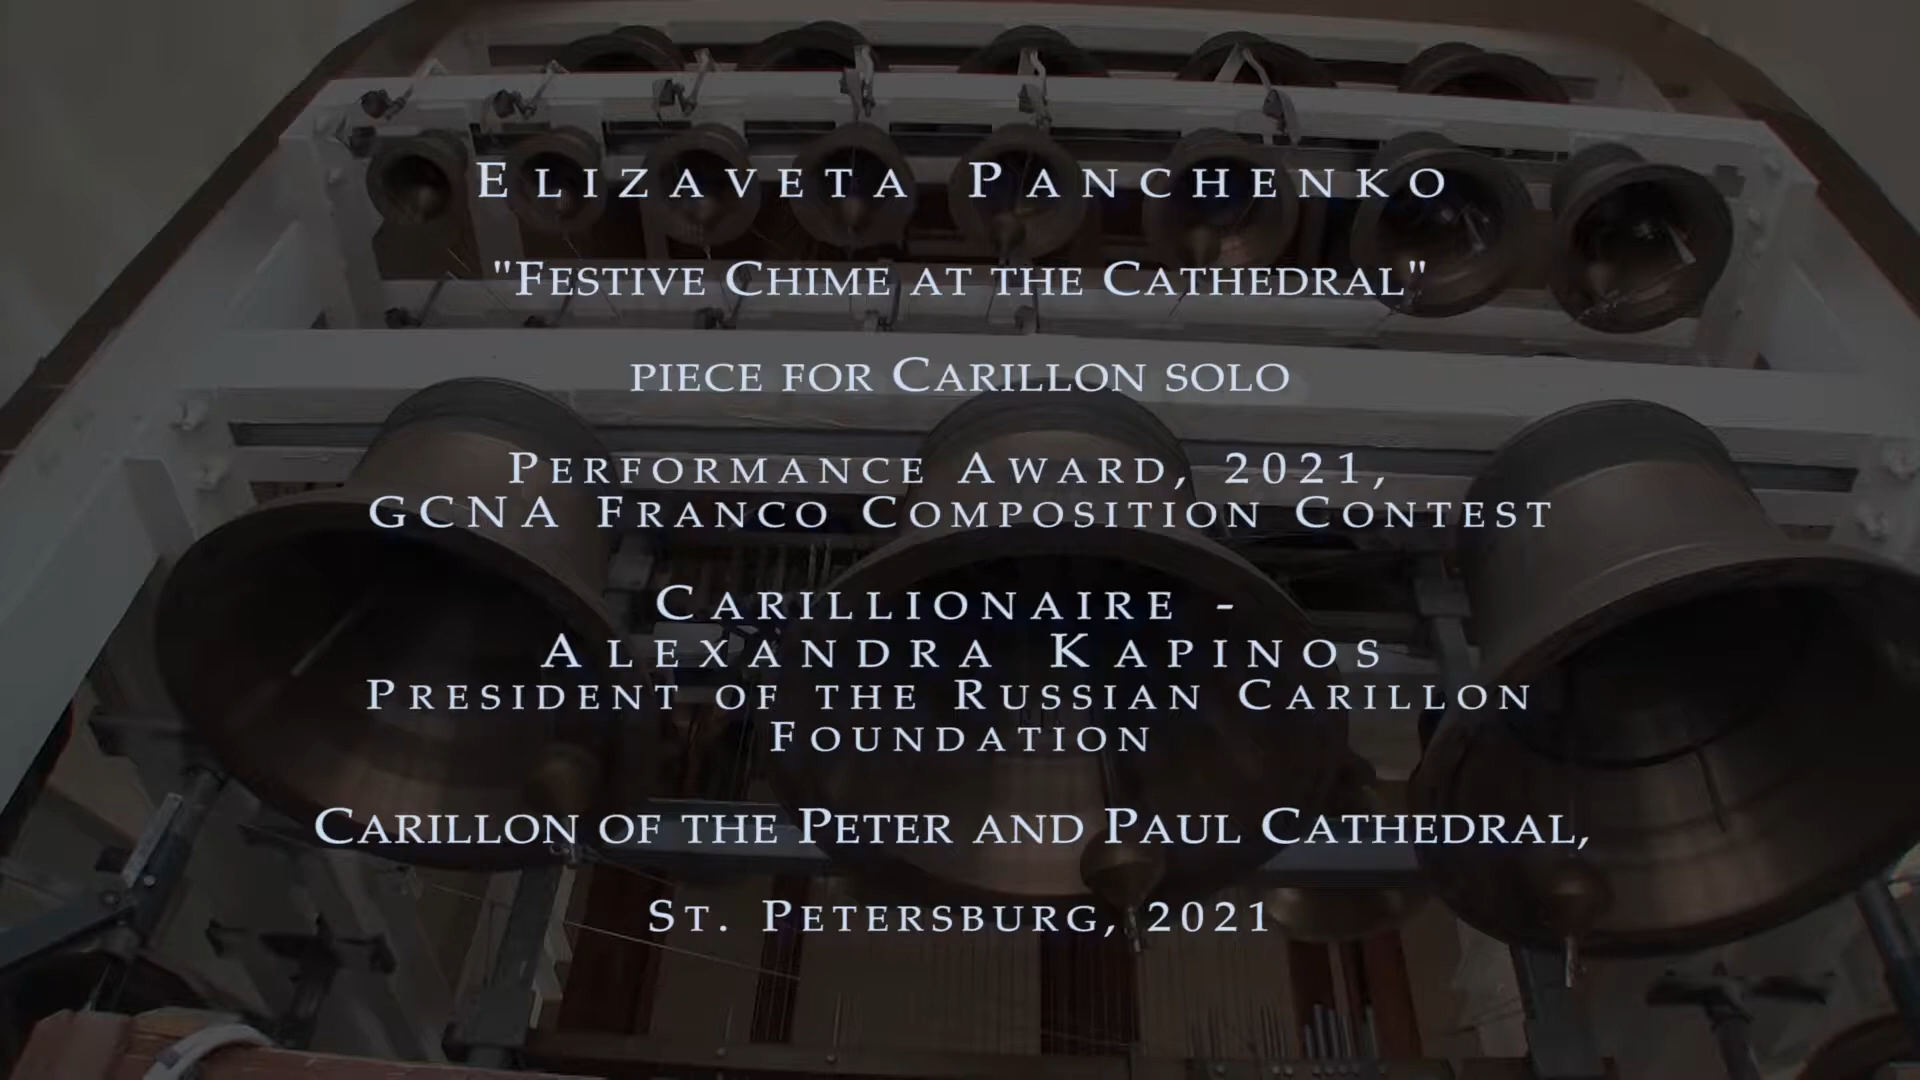 Elizaveta Panchenko
"Festive Chime at the Cathedral"
piece for Carillon solo
Performance Award, 2021,
GCNA Franco Composition Contest
Carillionaire -
Alexandra Kapinos
President of the Russian Carillon
Foundation
Carillon of the Peter and Paul Cathedral,
St. Petersburg, 2021